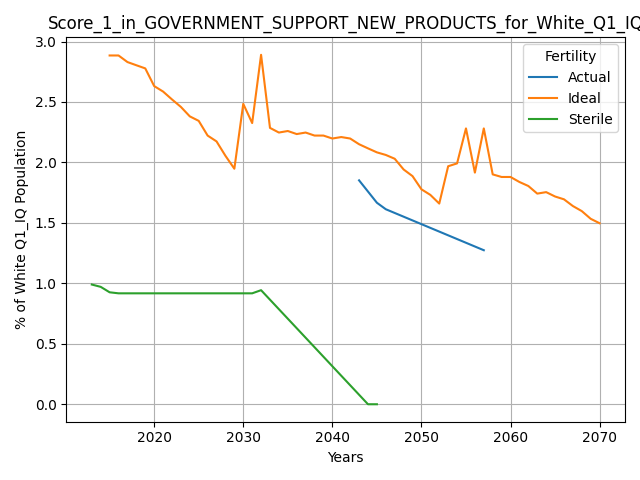 Score_1_in_GOVERNMENT_SUPPORT_NEW_PRODUCTS_for_White_Q1_IQ
Fertility
Actual
Ideal
Sterile
% of White Q1_IQ Population
3.0
2.5
2.0
1.5
1.0
0.5
0.0
2020 2030 2040 2050 2060 2070
Years